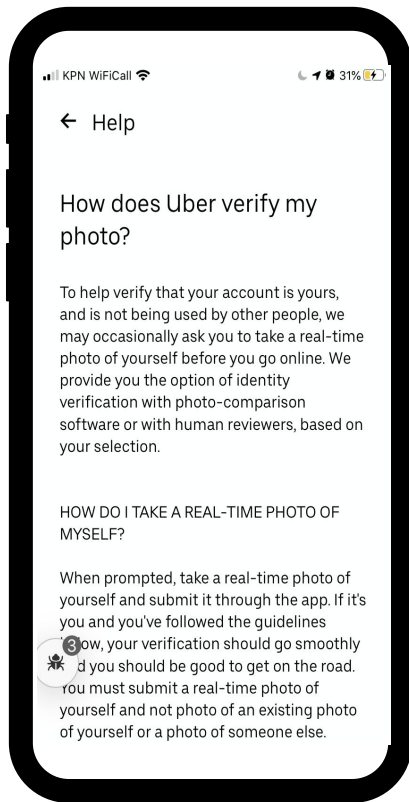 KPN WiFiCall 31%
← Help
How does Uber verify my
photo?
To help verify that your account is yours,
and is not being used by other people, we
may occasionally ask you to take a real-time
photo of yourself before you go online. We
provide you the option of identity
verification with photo-comparison
software or with human reviewers, based on
your selection.
HOW DO I TAKE A REAL-TIME PHOTO OF
MYSELF?
When prompted, take a real-time photo of
yourself and submit it through the app. If it's
you and you've followed the guidelines
3
, your verification should go smoothly
you should be good to get on the road.
You must submit a real-time photo of
yourself and not photo of an existing photo
of yourself or a photo of someone else.